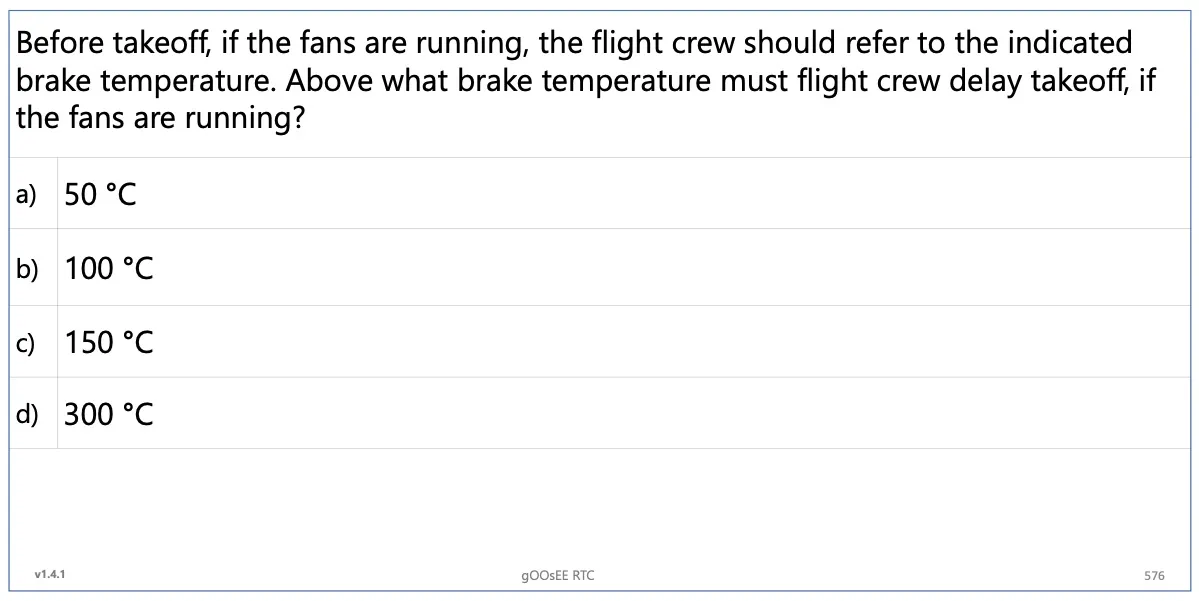 Before takeoff, if the fans are running, the flight crew should refer to the indicated
brake temperature. Above what brake temperature must flight crew delay takeoff, if
the fans are running?
a) 50 °C
b) 100 °C
c) 150 °C
d) 300 °C
v1.4.1 gOOsEE RTC 576